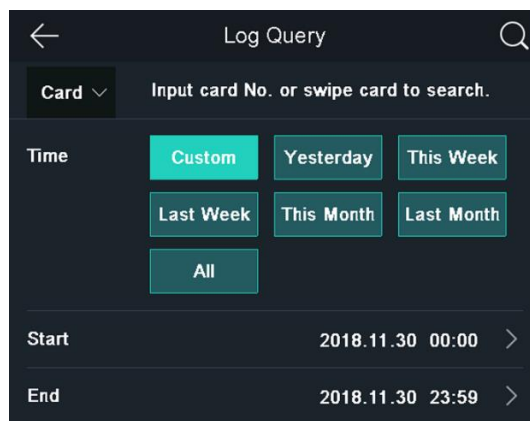 Log Query
Card Input card No. or swipe card to search.
Time Custom Yesterday This Week
Last Week This Month Last Month
All
Start 2018.11.30 00:00
End 2018.11.30 23:59